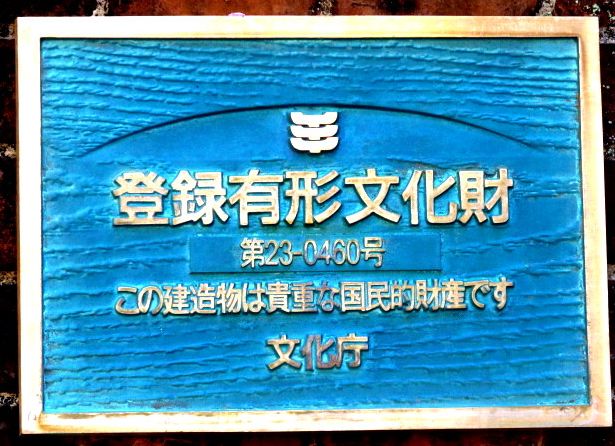 登録有形文化財
第23-0460号
この建造物は貴重な国民的財産です
文化庁